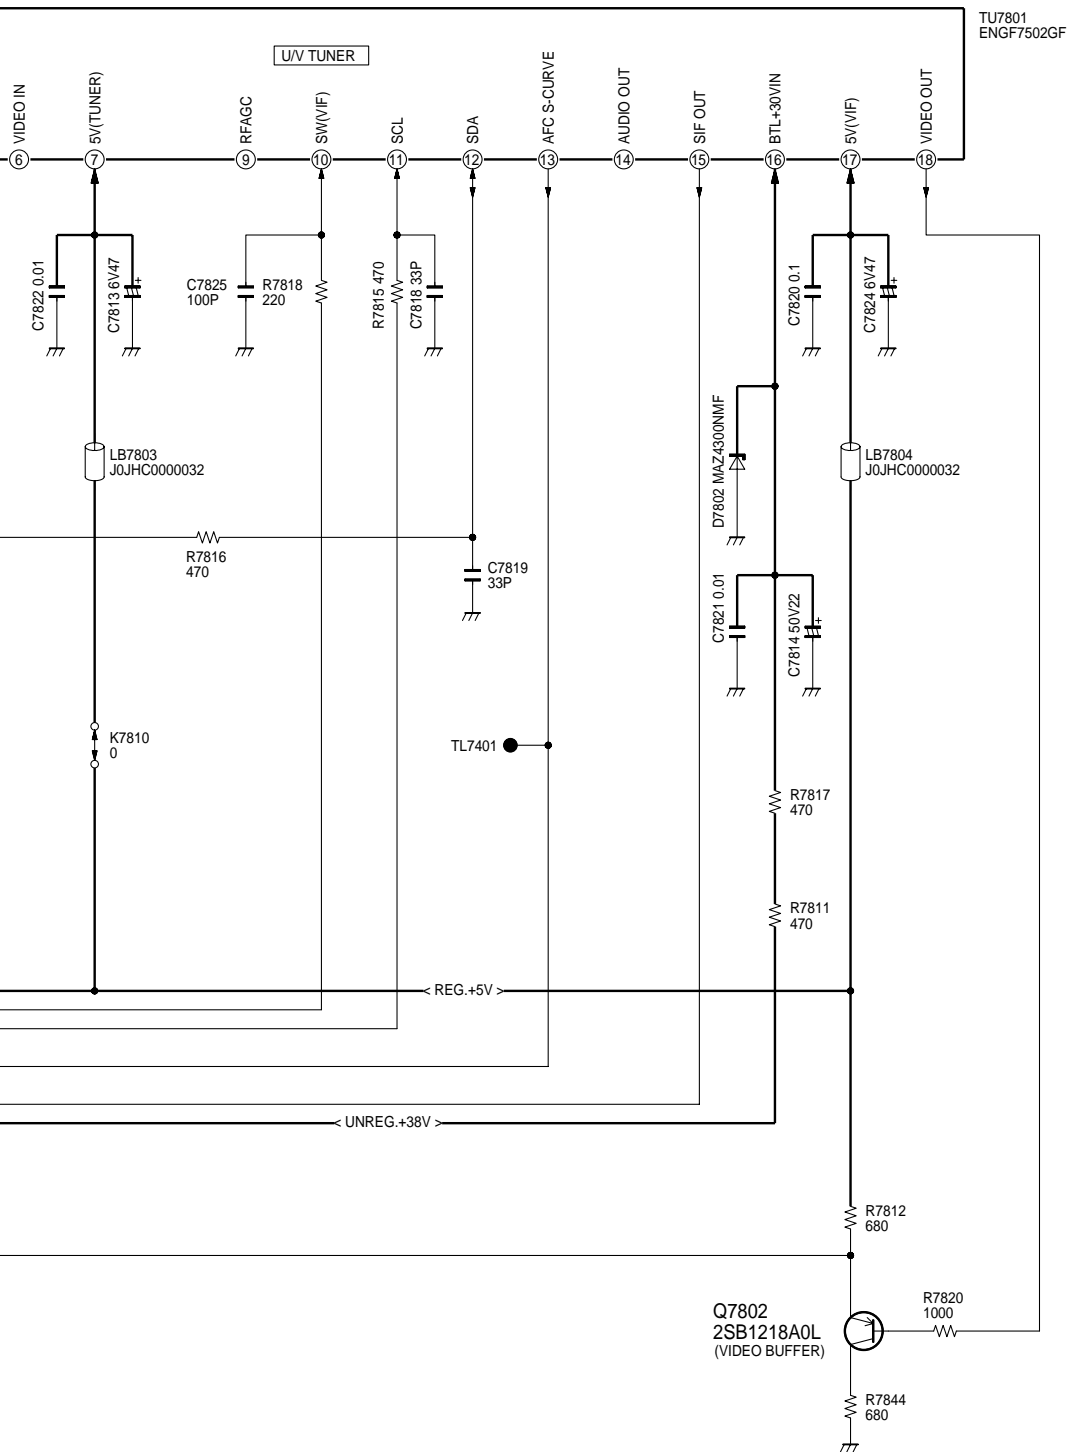 TU7801
ENGF7502GF
U/V TUNER
VIDEO IN
5V(TUNER)
RFAGC
SW(VIF)
SCL
SDA
AFC S-CURVE
AUDIO OUT
SIF OUT
BTL+30VIN
5V(VIF)
VIDEO OUT
6
7
9
10
11
12
13
14
15
16
17
18
C7822 0.01
C7813 6V47
C7825
100P
R7818
220
R7815 470
C7818 33P
C7820 0.1
C7824 6V47
LB7803
J0JHC0000032
D7802 MAZ4300NMF
LB7804
J0JHC0000032
R7816
470
C7819
33P
C7821 0.01
C7814 50V22
K7810
0
TL7401
R7817
470
R7811
470
< REG.+5V >
< UNREG.+38V >
R7812
680
Q7802
2SB1218A0L
(VIDEO BUFFER)
R7820
1000
R7844
680